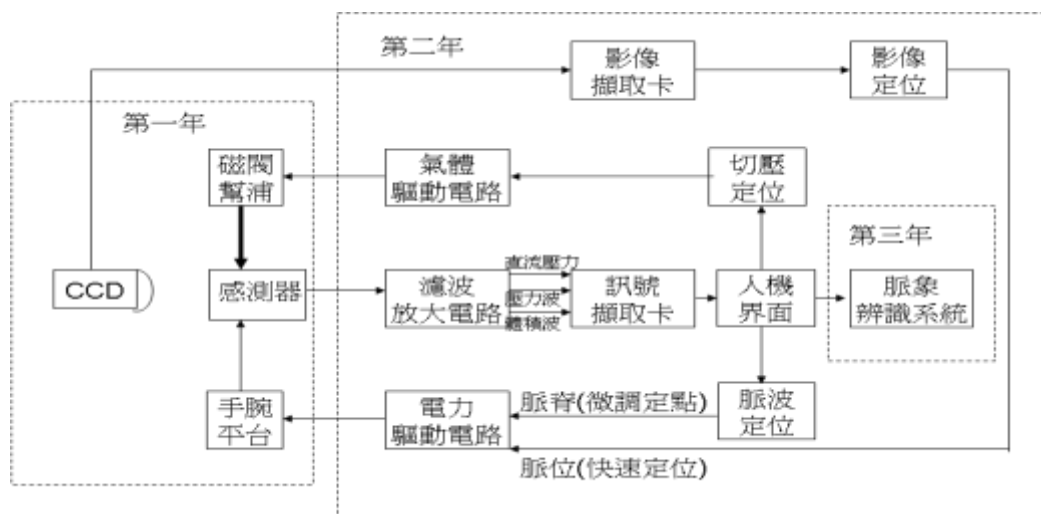 第二年
影像
擷取卡
影像
定位
第一年
磁閥
幫浦
氣體
驅動電路
切壓
定位
第三年
CCD
感測器
濾波
放大電路
直流壓力
壓力波
體積波
訊號
擷取卡
人機
界面
脈象
辨識系統
手腕
平台
電力
驅動電路
脈脊(微調定點)
脈波
定位
脈位(快速定位)